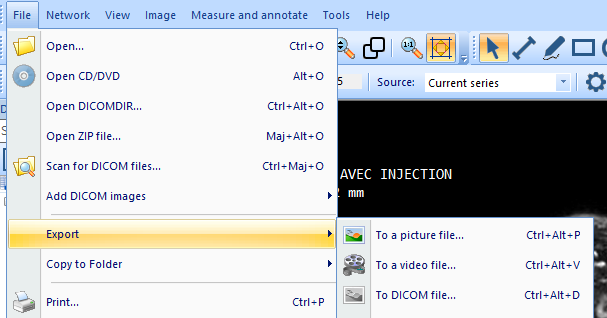 File Network View Image Measure and annotate Tools Help
Open... Ctrl+O
1:1
Open CD/DVD Alt+O
5 Source: Current series
Open DICOMDIR... Ctrl+Alt+O
Open ZIP file... Maj+Alt+O
Scan for DICOM files... Ctrl+Maj+O
AVEC INJECTION
Add DICOM images
mm
Export
To a picture file... Ctrl+Alt+P
Copy to Folder
To a video file... Ctrl+Alt+V
Print... Ctrl+P
To DICOM file... Ctrl+Alt+D